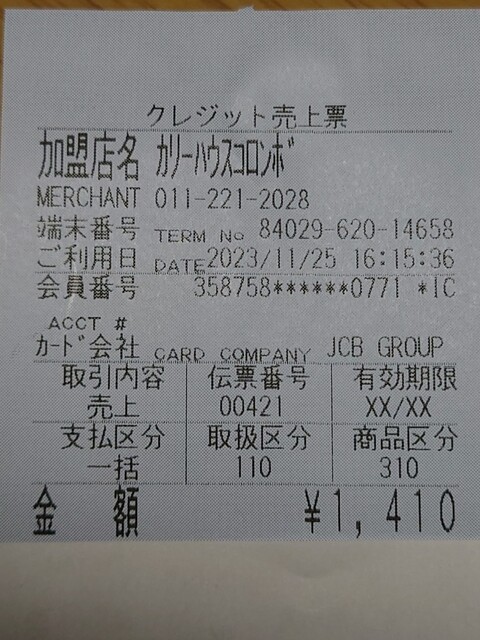 クレジット売上票
加盟店名 カリーハウスコロンボ
MERCHANT 011-221-2028
端末番号 TERM No 84029-620-14658
ご利用日 DATE 2023/11/25 16:15:36
会員番号 358758******0771 *IC
ACCT #
カード会社 CARD COMPANY JCB GROUP
取引内容 伝票番号 有効期限
売上 00421 XX/XX
支払区分 取扱区分 商品区分
一括 110 310
金 額 ¥1,410